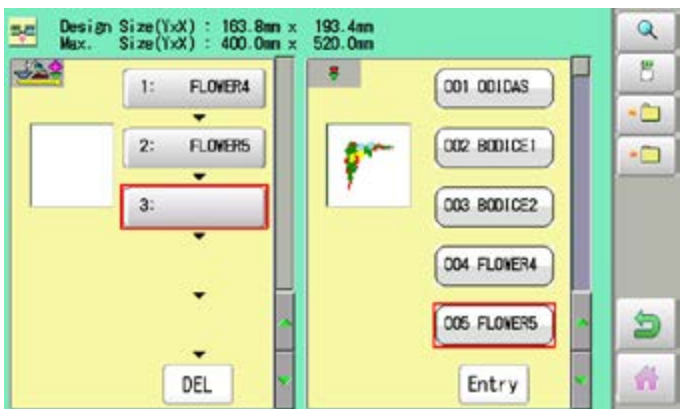 Design Size(YxX) : 163.8mm x 193.4mm
Max. Size(YxX) : 400.0mm x 520.0mm
1: FLOWER4
2: FLOWER5
3:
DEL
001 ODIDAS
002 BODICE1
003 BODICE2
004 FLOWER4
005 FLOWER5
Entry